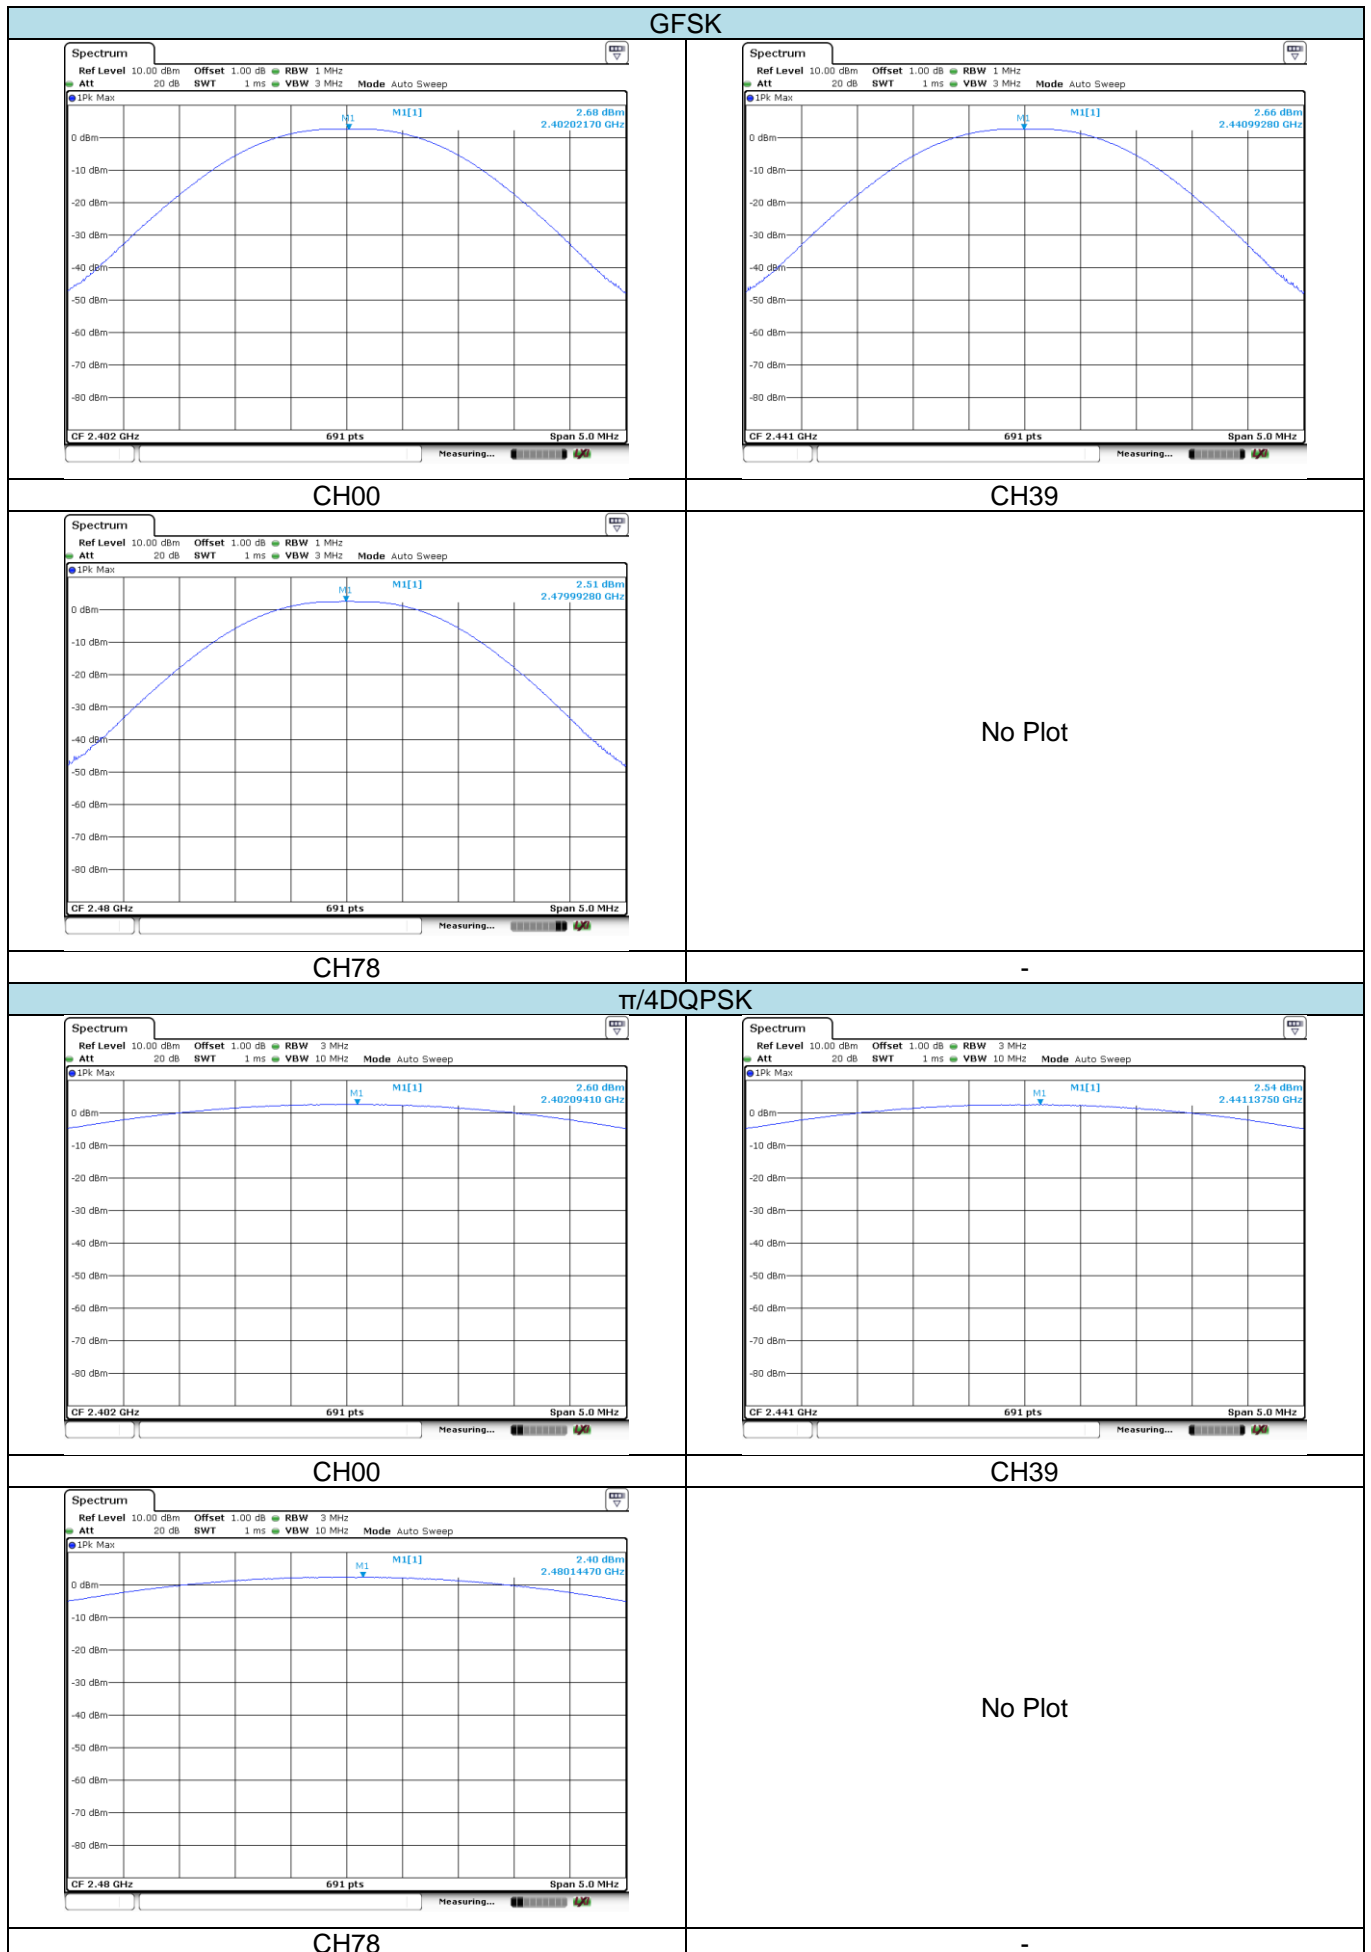 GFSK
Spectrum
Ref Level 10.00 dBm Offset 1.00 dB RBW 1 MHz
Att 20 dB SWT 1 ms VBW 3 MHz Mode Auto Sweep
1Pk Max
M1[1] 2.68 dBm
2.40202170 GHz
M1
0 dBm
-10 dBm
-20 dBm
-30 dBm
-40 dBm
-50 dBm
-60 dBm
-70 dBm
-80 dBm
CF 2.402 GHz 691 pts Span 5.0 MHz
Measuring...
CH00
Spectrum
Ref Level 10.00 dBm Offset 1.00 dB RBW 1 MHz
Att 20 dB SWT 1 ms VBW 3 MHz Mode Auto Sweep
1Pk Max
M1[1] 2.66 dBm
2.44099280 GHz
M1
0 dBm
-10 dBm
-20 dBm
-30 dBm
-40 dBm
-50 dBm
-60 dBm
-70 dBm
-80 dBm
CF 2.441 GHz 691 pts Span 5.0 MHz
Measuring...
CH39
Spectrum
Ref Level 10.00 dBm Offset 1.00 dB RBW 1 MHz
Att 20 dB SWT 1 ms VBW 3 MHz Mode Auto Sweep
1Pk Max
M1[1] 2.51 dBm
2.47999280 GHz
M1
0 dBm
-10 dBm
-20 dBm
-30 dBm
-40 dBm
-50 dBm
-60 dBm
-70 dBm
-80 dBm
CF 2.48 GHz 691 pts Span 5.0 MHz
Measuring...
CH78
No Plot
-
π/4DQPSK
Spectrum
Ref Level 10.00 dBm Offset 1.00 dB RBW 3 MHz
Att 20 dB SWT 1 ms VBW 10 MHz Mode Auto Sweep
1Pk Max
M1[1] 2.60 dBm
2.40209410 GHz
M1
0 dBm
-10 dBm
-20 dBm
-30 dBm
-40 dBm
-50 dBm
-60 dBm
-70 dBm
-80 dBm
CF 2.402 GHz 691 pts Span 5.0 MHz
Measuring...
CH00
Spectrum
Ref Level 10.00 dBm Offset 1.00 dB RBW 3 MHz
Att 20 dB SWT 1 ms VBW 10 MHz Mode Auto Sweep
1Pk Max
M1[1] 2.54 dBm
2.44113750 GHz
M1
0 dBm
-10 dBm
-20 dBm
-30 dBm
-40 dBm
-50 dBm
-60 dBm
-70 dBm
-80 dBm
CF 2.441 GHz 691 pts Span 5.0 MHz
Measuring...
CH39
Spectrum
Ref Level 10.00 dBm Offset 1.00 dB RBW 3 MHz
Att 20 dB SWT 1 ms VBW 10 MHz Mode Auto Sweep
1Pk Max
M1[1] 2.40 dBm
2.48014470 GHz
M1
0 dBm
-10 dBm
-20 dBm
-30 dBm
-40 dBm
-50 dBm
-60 dBm
-70 dBm
-80 dBm
CF 2.48 GHz 691 pts Span 5.0 MHz
Measuring...
CH78
No Plot
-